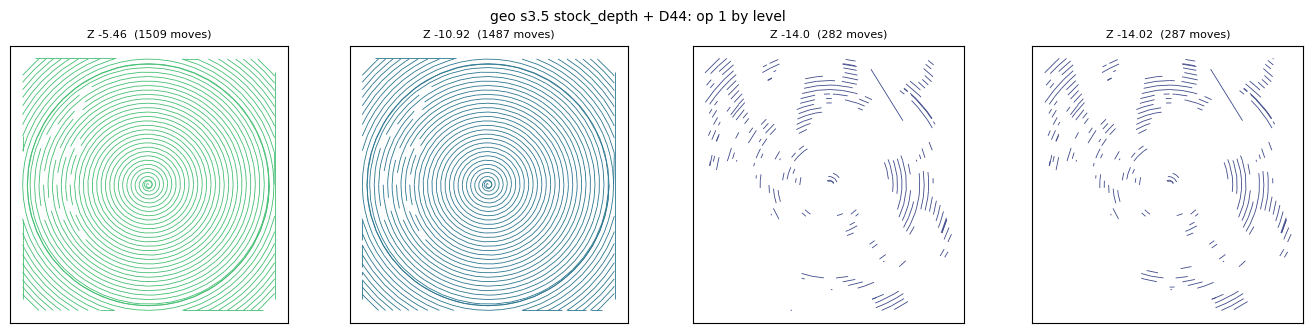 geo s3.5 stock_depth + D44: op 1 by level
Z -5.46 (1509 moves)
Z -10.92 (1487 moves)
Z -14.0 (282 moves)
Z -14.02 (287 moves)